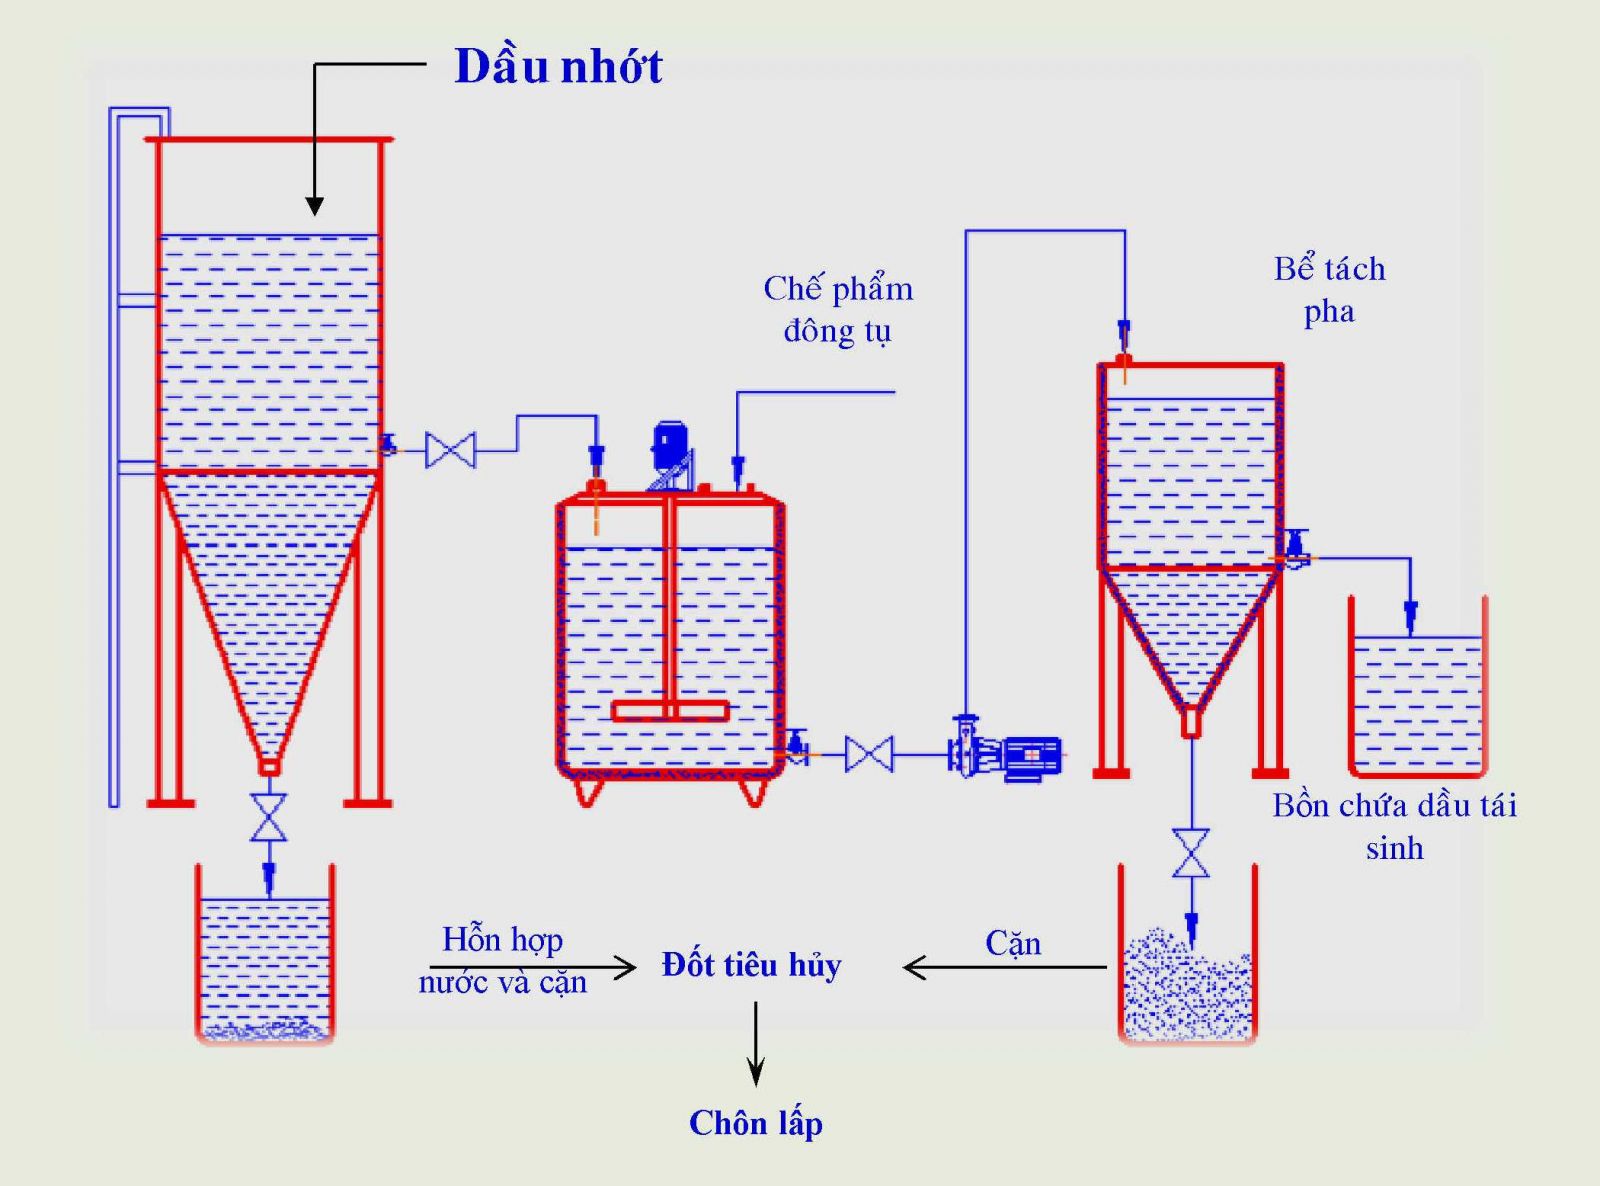 Dầu nhớt
Chế phẩm
đông tụ
Bể tách
pha
Bồn chứa dầu tái
sinh
Hỗn hợp
nước và cặn
Đốt tiêu hủy
Cặn
Chôn lấp